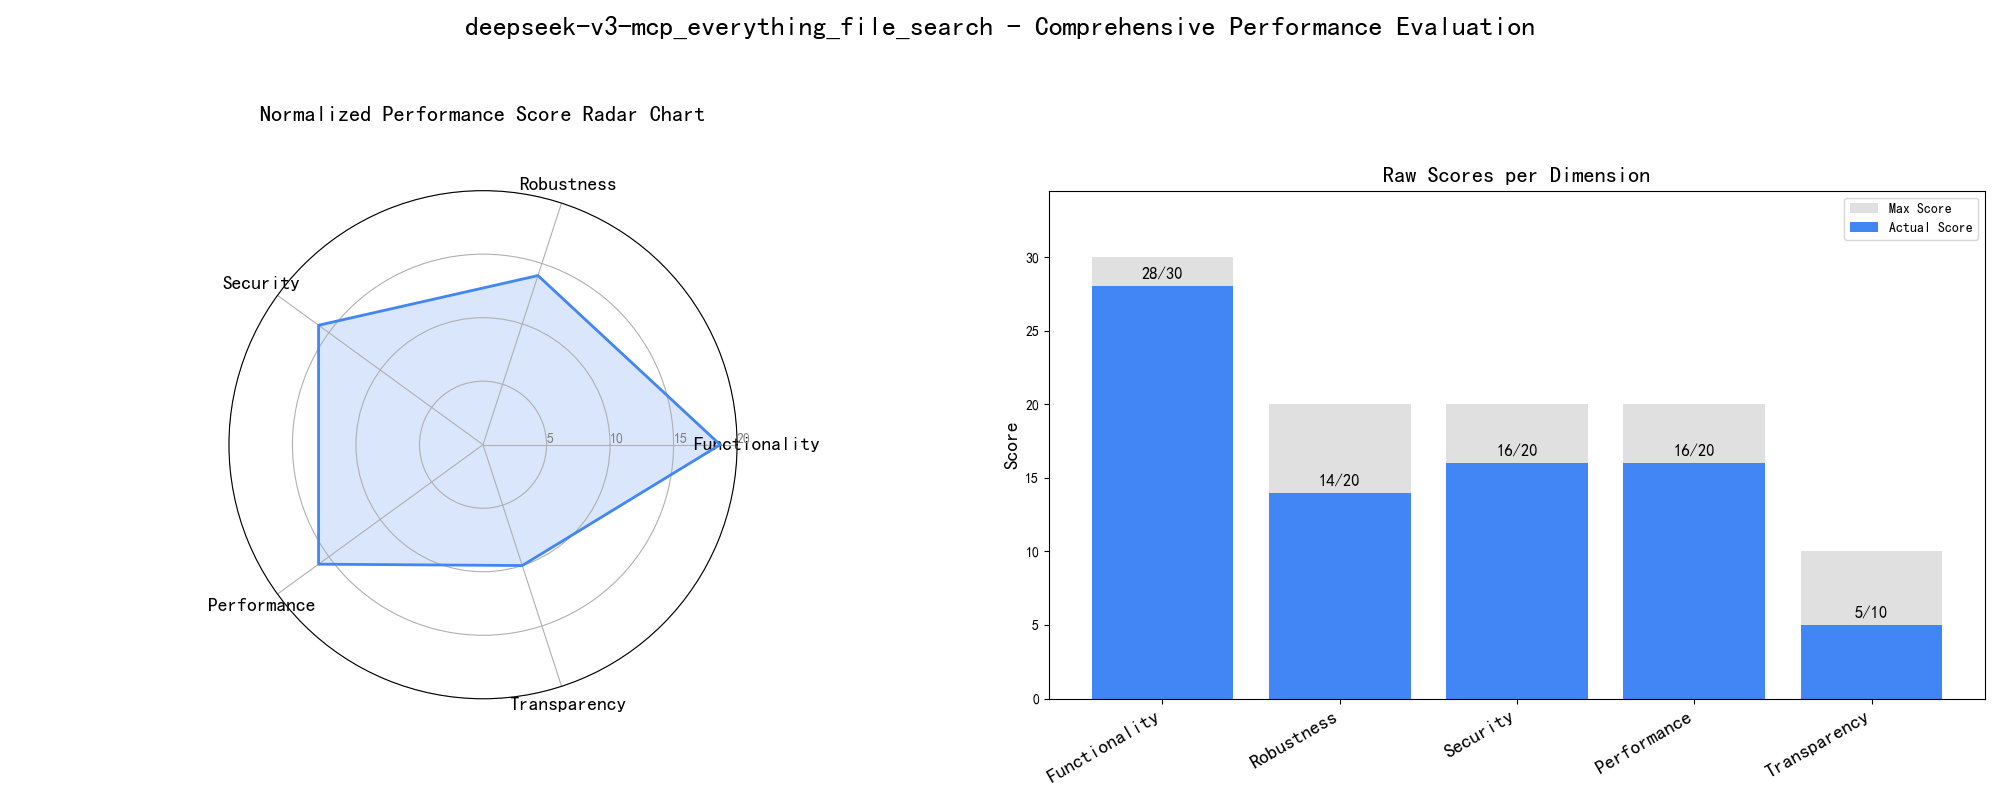 deepseek-v3-mcp_everything_file_search - Comprehensive Performance Evaluation
Normalized Performance Score Radar Chart
Robustness
Security
Functionality
5
10
15
20
Performance
Transparency
Raw Scores per Dimension
Max Score
Actual Score
Score
30
25
20
15
10
5
0
28/30
14/20
16/20
16/20
5/10
Functionality
Robustness
Security
Performance
Transparency